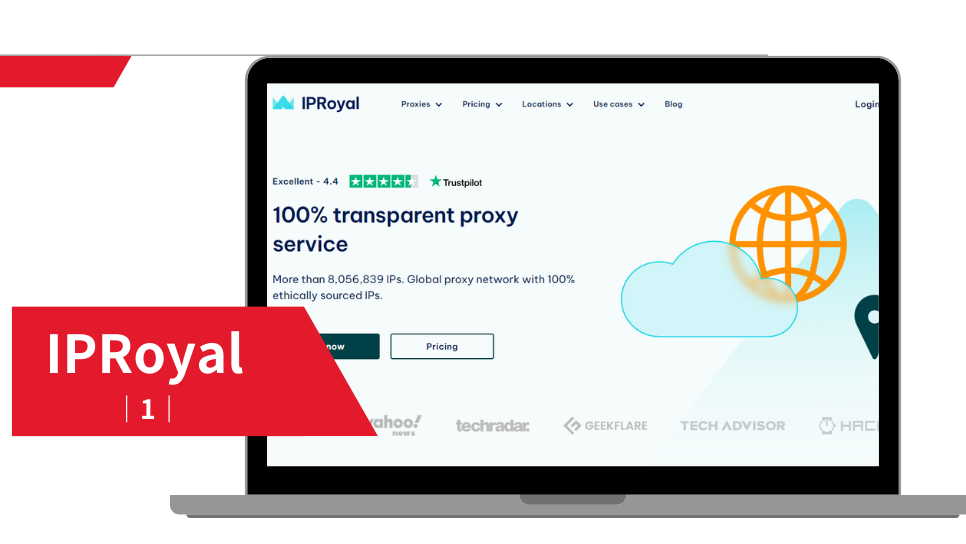 IPRoyal
Proxies
Pricing
Locations
Use cases
Blog
Login
Excellent - 4.4
Trustpilot
100% transparent proxy
service
More than 8,056,839 IPs. Global proxy network with 100%
ethically sourced IPs.
now
Pricing
IPRoyal
1
yahoo!
news
techradar.
GEEKFLARE
TECH ADVISOR